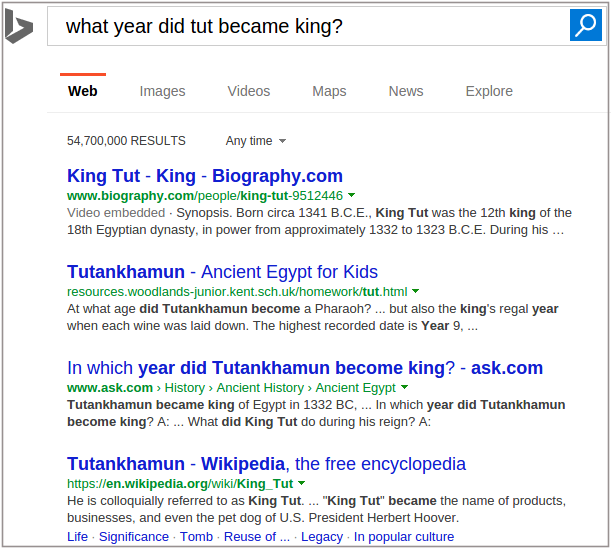 what year did tut became king?
Web Images Videos Maps News Explore
54,700,000 RESULTS Any time
King Tut - King - Biography.com
www.biography.com/people/king-tut-9512446
Video embedded · Synopsis. Born circa 1341 B.C.E., King Tut was the 12th king of the
18th Egyptian dynasty, in power from approximately 1332 to 1323 B.C.E. During his ...
Tutankhamun - Ancient Egypt for Kids
resources.woodlands-junior.kent.sch.uk/homework/tut.html
At what age did Tutankhamun become a Pharaoh? ... but also the king's regal year
when each wine was laid down. The highest recorded date is Year 9, ...
In which year did Tutankhamun become king? - ask.com
www.ask.com › History › Ancient History › Ancient Egypt
Tutankhamun became king of Egypt in 1332 BC, ... In which year did Tutankhamun
become king? A: ... What did King Tut do during his reign? A:
Tutankhamun - Wikipedia, the free encyclopedia
https://en.wikipedia.org/wiki/King_Tut
He is colloquially referred to as King Tut. ... "King Tut" became the name of products,
businesses, and even the pet dog of U.S. President Herbert Hoover.
Life · Significance · Tomb · Reuse of ... · Legacy · In popular culture